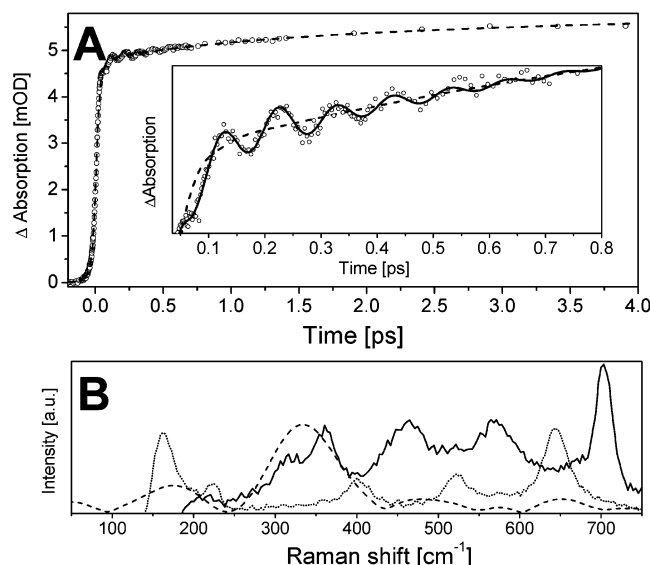 A
Δ Absorption [mOD]
5
4
3
2
1
0
ΔAbsorption
0.1 0.2 0.3 0.4 0.5 0.6 0.7 0.8
Time [ps]
0.0 0.5 1.0 1.5 2.0 2.5 3.0 3.5 4.0
Time [ps]
B
Intensity [a.u.]
100 200 300 400 500 600 700
Raman shift [cm⁻¹]